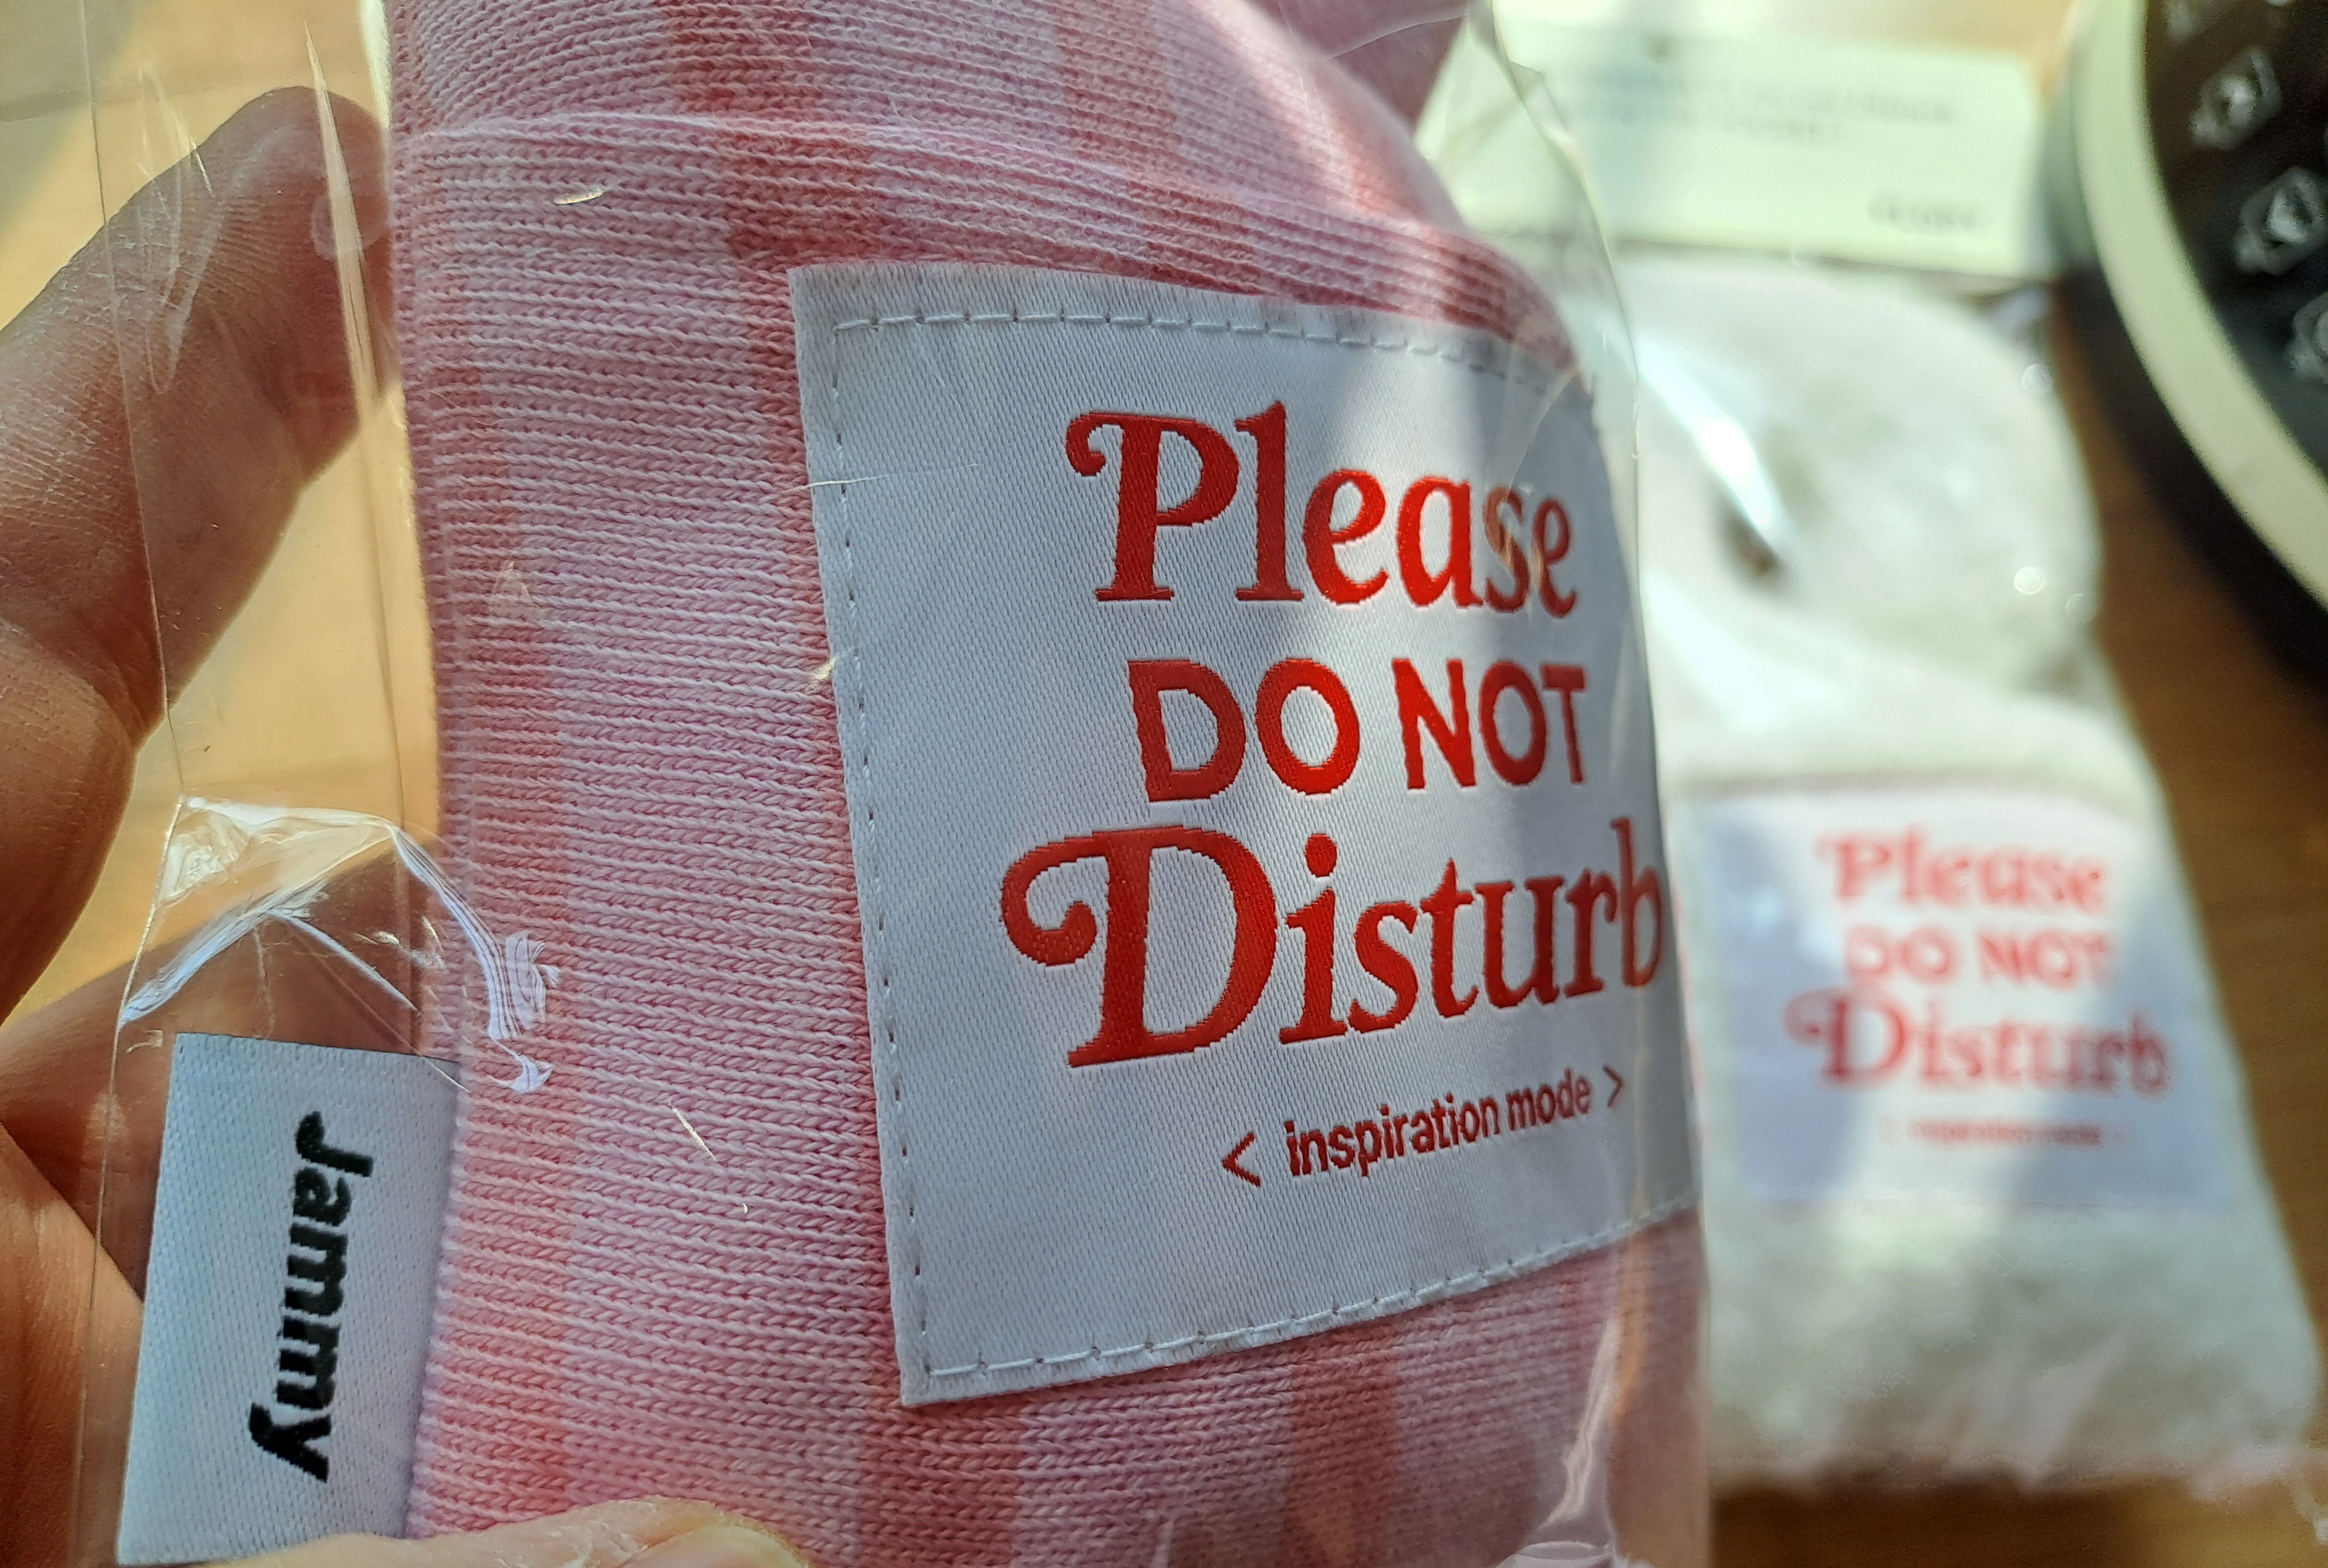 Please
DO NOT
Disturb
< inspiration mode >
Jammy
Please
DO NOT
Disturb